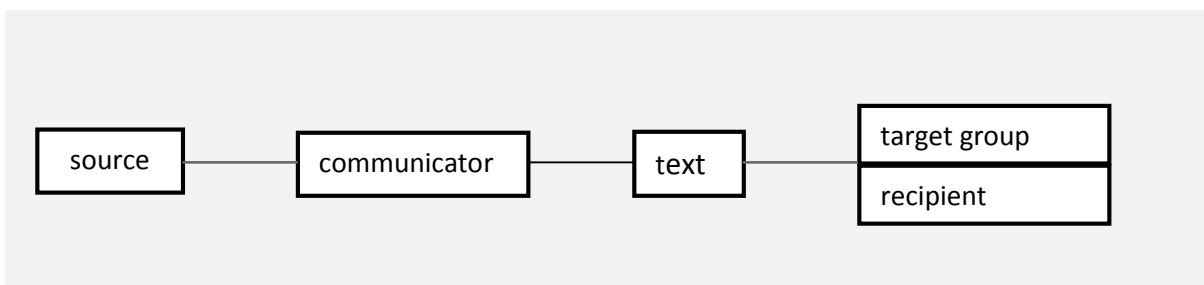 source
communicator
text
target group
recipient